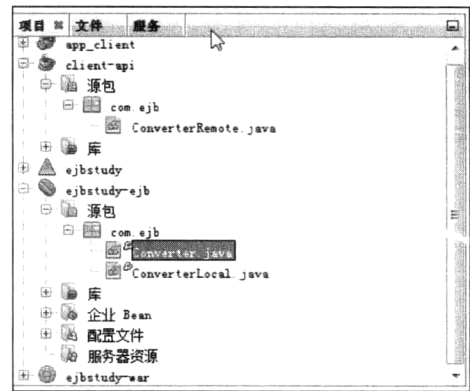 项目 文件 服务
app_client
client-api
源包
com.ejb
ConverterRemote.java
库
ejbstudy
ejbstudy-ejb
源包
com.ejb
Converter.java
ConverterLocal.java
库
企业 Bean
配置文件
服务器资源
ejbstudy-war